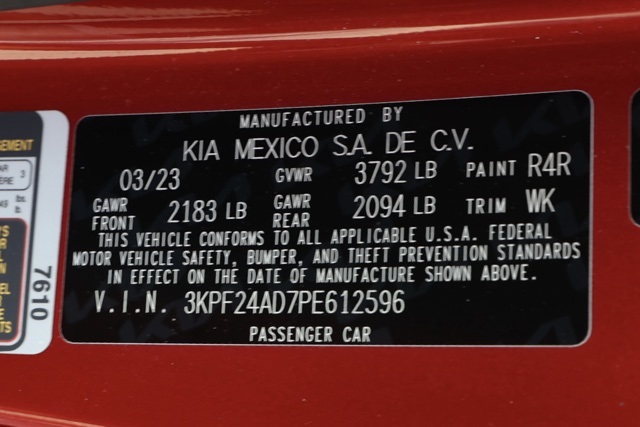 MANUFACTURED BY
KIA MEXICO S.A. DE C.V.
03/23 GVWR 3792 LB PAINT R4R
GAWR FRONT 2183 LB GAWR REAR 2094 LB TRIM WK
THIS VEHICLE CONFORMS TO ALL APPLICABLE U.S.A. FEDERAL
MOTOR VEHICLE SAFETY, BUMPER, AND THEFT PREVENTION STANDARDS
IN EFFECT ON THE DATE OF MANUFACTURE SHOWN ABOVE.
V.I.N. 3KPF24AD7PE612596
PASSENGER CAR
7610